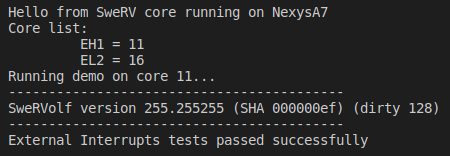 Hello from SweRV core running on NexysA7
Core list:
EH1 = 11
EL2 = 16
Running demo on core 11...
------------------------------------------
SweRVolf version 255.255255 (SHA 000000ef) (dirty 128)
------------------------------------------
External Interrupts tests passed successfully